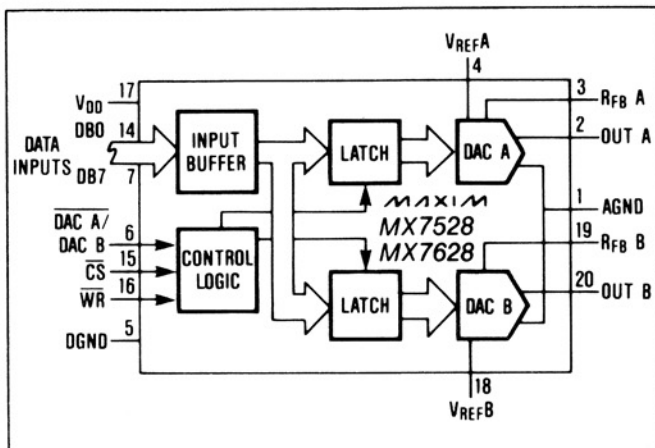 VREFA
4
17
VDD
DB0 14
DATA INPUTS
DB7 7
INPUT BUFFER
LATCH
DAC A
3
RFB A
2
OUT A
1
AGND
MAXIM
MX7528
MX7628
DAC A/
DAC B
6
CS
15
WR
16
CONTROL LOGIC
DGND
5
LATCH
DAC B
19
RFB B
20
OUT B
18
VREFB